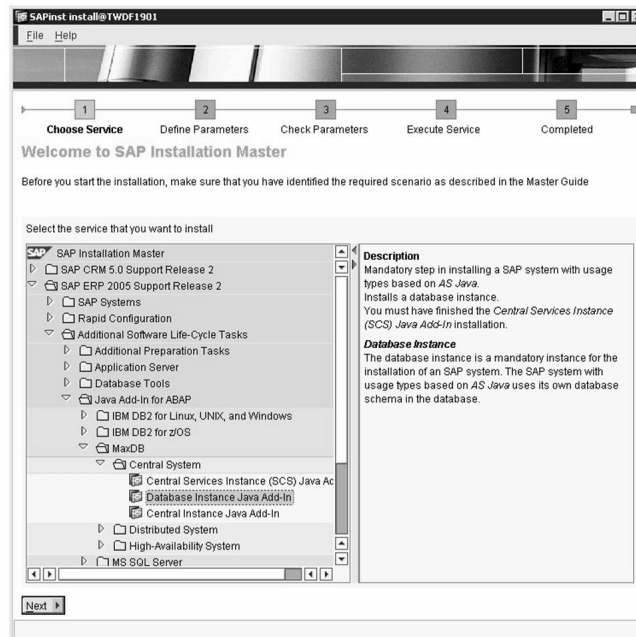 SAPinst install@TWDF1901
File Help
1 2 3 4 5
Choose Service Define Parameters Check Parameters Execute Service Completed
Welcome to SAP Installation Master
Before you start the installation, make sure that you have identified the required scenario as described in the Master Guide
Select the service that you want to install
SAP SAP Installation Master
SAP CRM 5.0 Support Release 2
SAP ERP 2005 Support Release 2
SAP Systems
Rapid Configuration
Additional Software Life-Cycle Tasks
Additional Preparation Tasks
Application Server
Database Tools
Java Add-In for ABAP
IBM DB2 for Linux, UNIX, and Windows
IBM DB2 for z/OS
MaxDB
Central System
Central Services Instance (SCS) Java Ac
Database Instance Java Add-In
Central Instance Java Add-In
Distributed System
High-Availability System
MS SQL Server
Description
Mandatory step in installing a SAP system with usage
types based on AS Java.
Installs a database instance.
You must have finished the Central Services Instance
(SCS) Java Add-In installation.
Database Instance
The database instance is a mandatory instance for the
installation of an SAP system. The SAP system with
usage types based on AS Java uses its own database
schema in the database.
Next